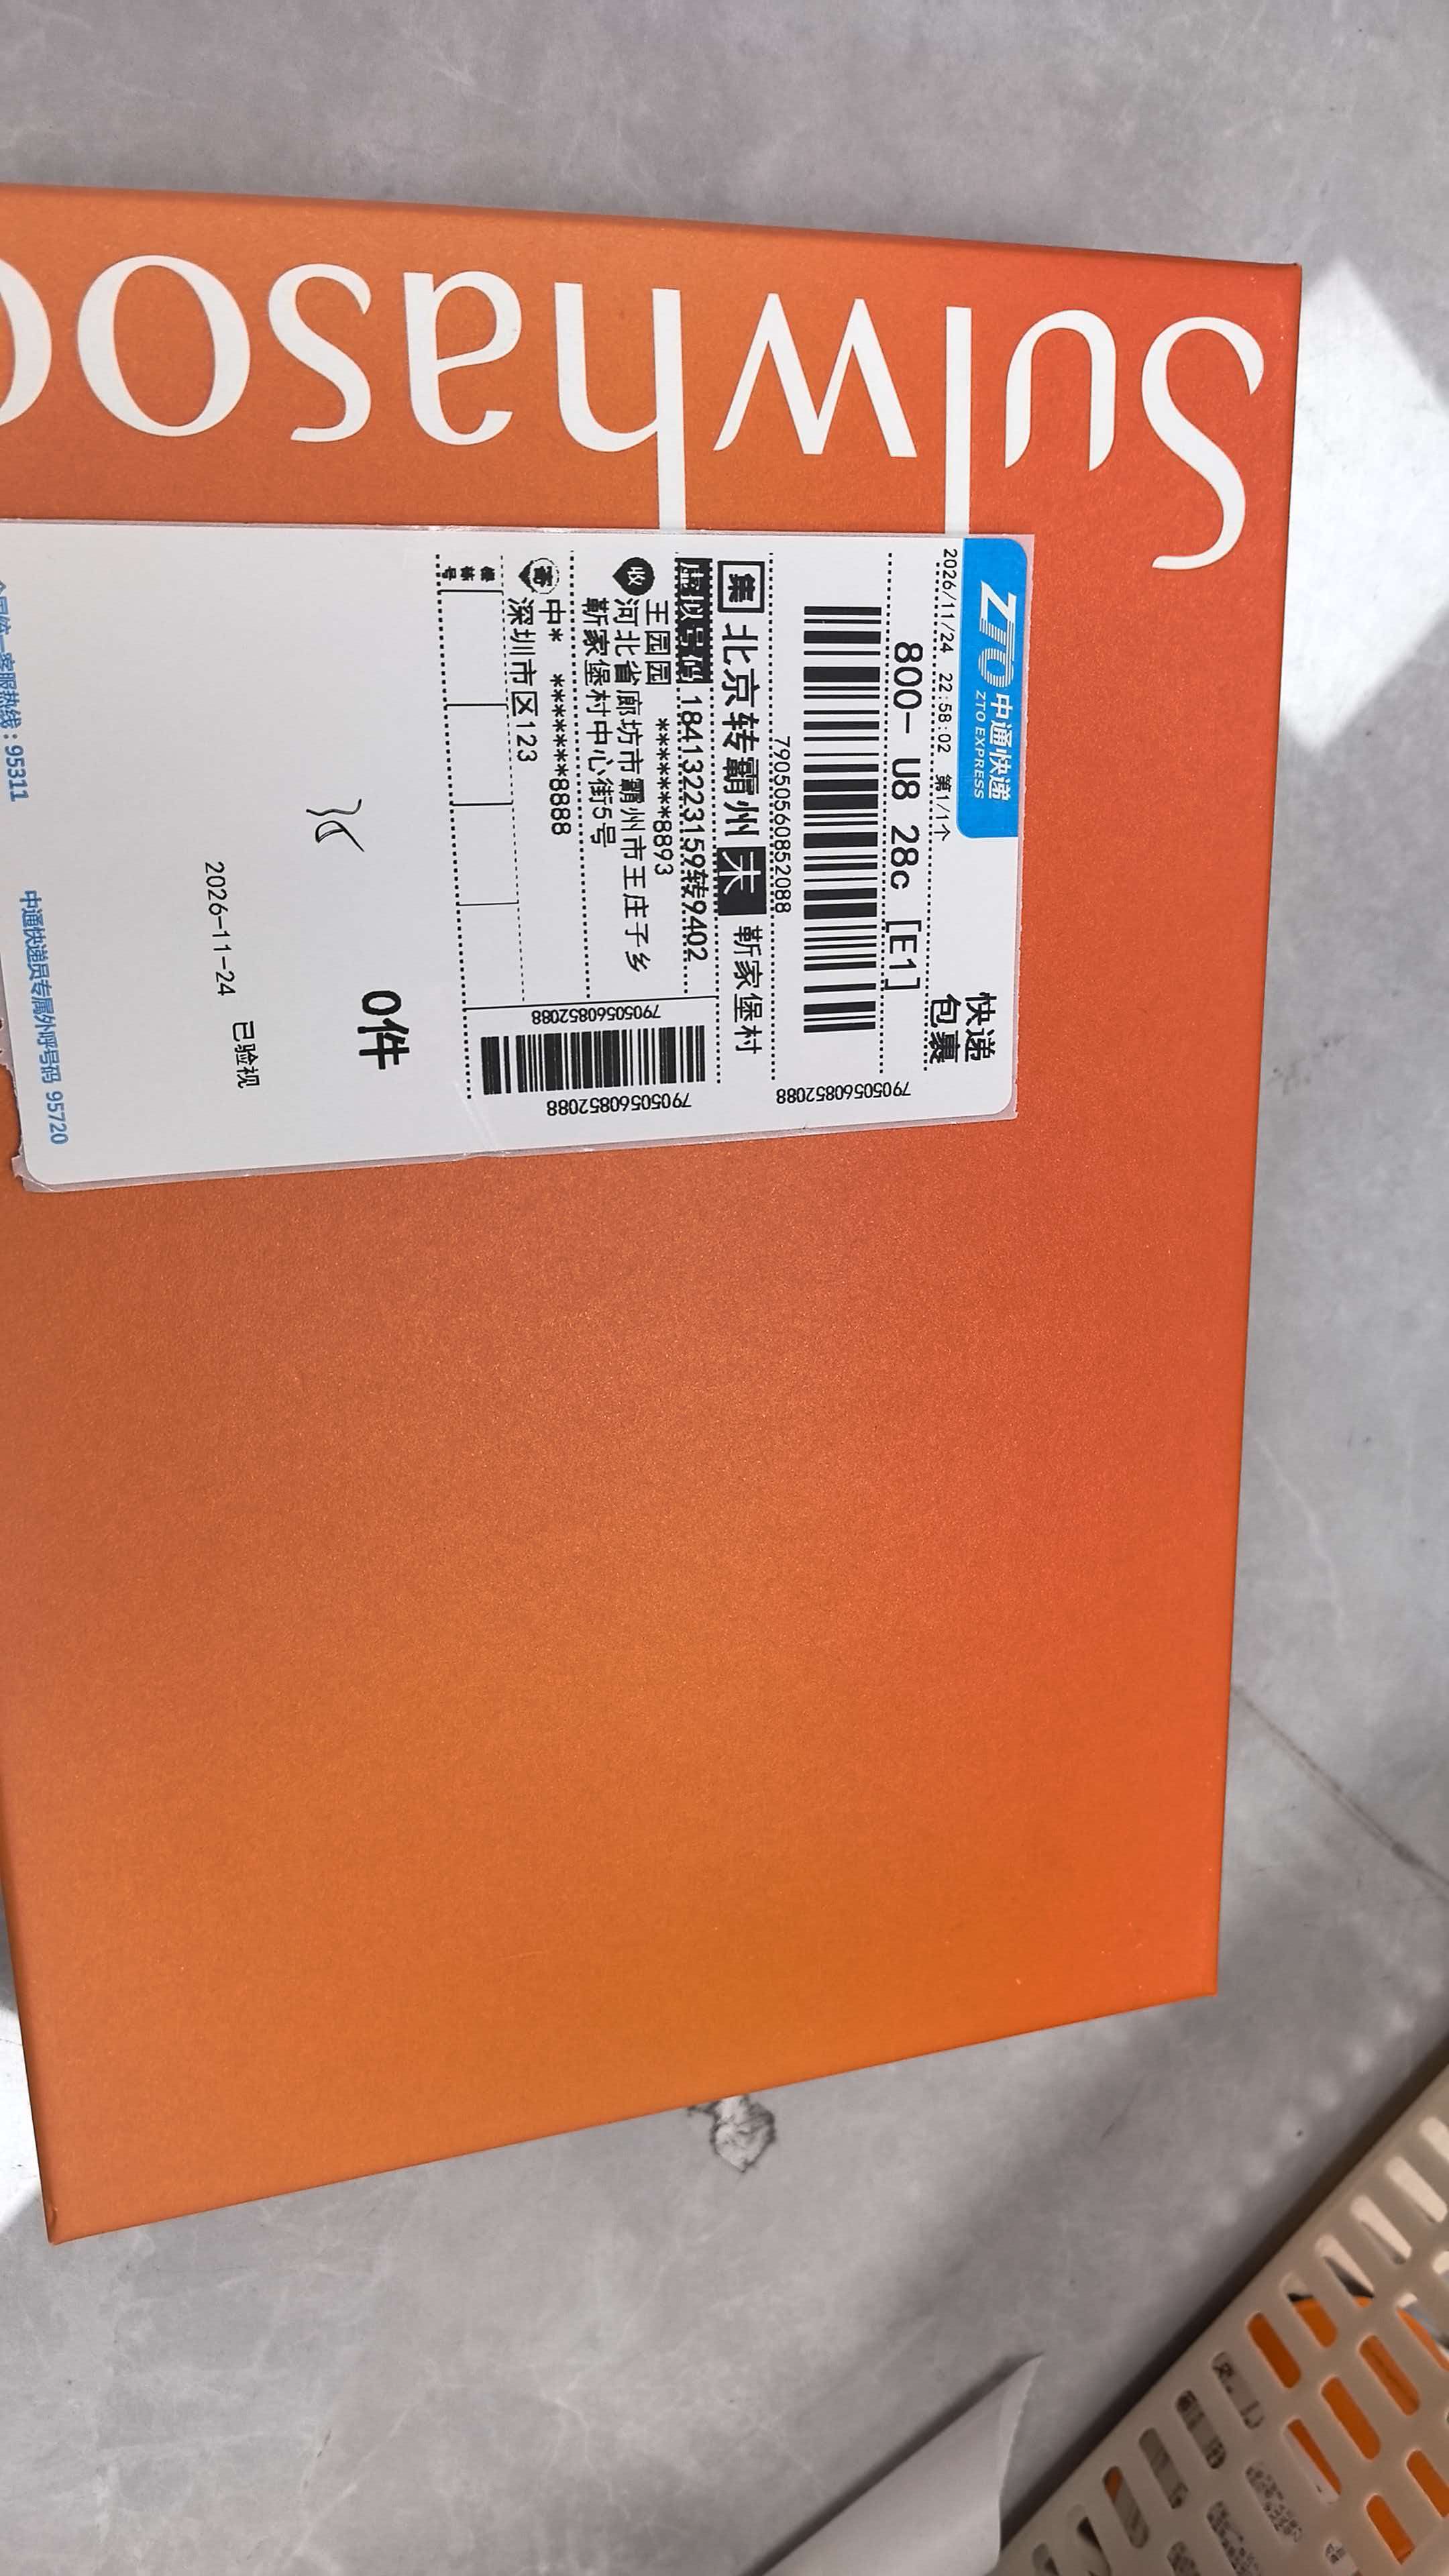 Sulwhasoo
ZTO 中通快递
ZTO EXPRESS
快递
包裹
2026/11/24 22:58:02 第1/1个
800- U8 28c [E1]
79050560852088
79050560852088
集 北京转霸州 末 靳家堡村
虚拟号码 18413223159转9402
收 王园园 *******8893
河北省廊坊市霸州市王庄子乡
靳家堡村中心街5号
寄 中* *******8888
深圳市区123
79050560852088
79050560852088
0件
2026-11-24 已验视
全国统一客服热线：95311 中通快递员专属外呼号码 95720